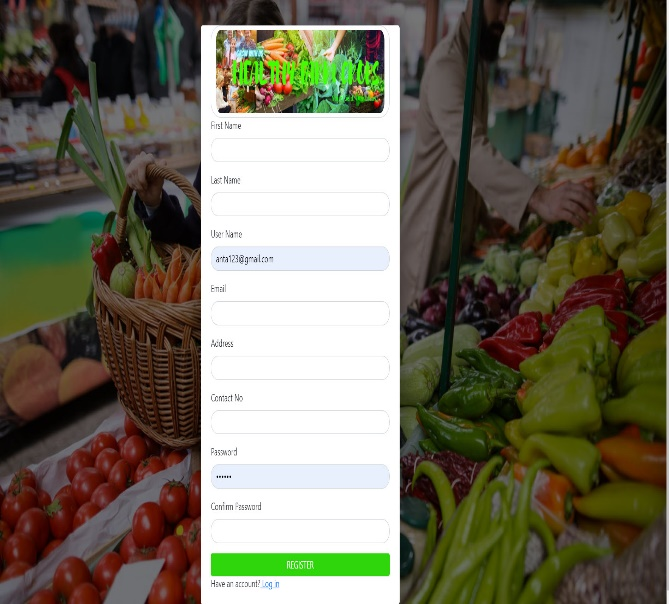 First Name
Last Name
User Name
anta123@gmail.com
Email
Address
Contact No
Password
••••••
Confirm Password
REGISTER
Have an account? Log in